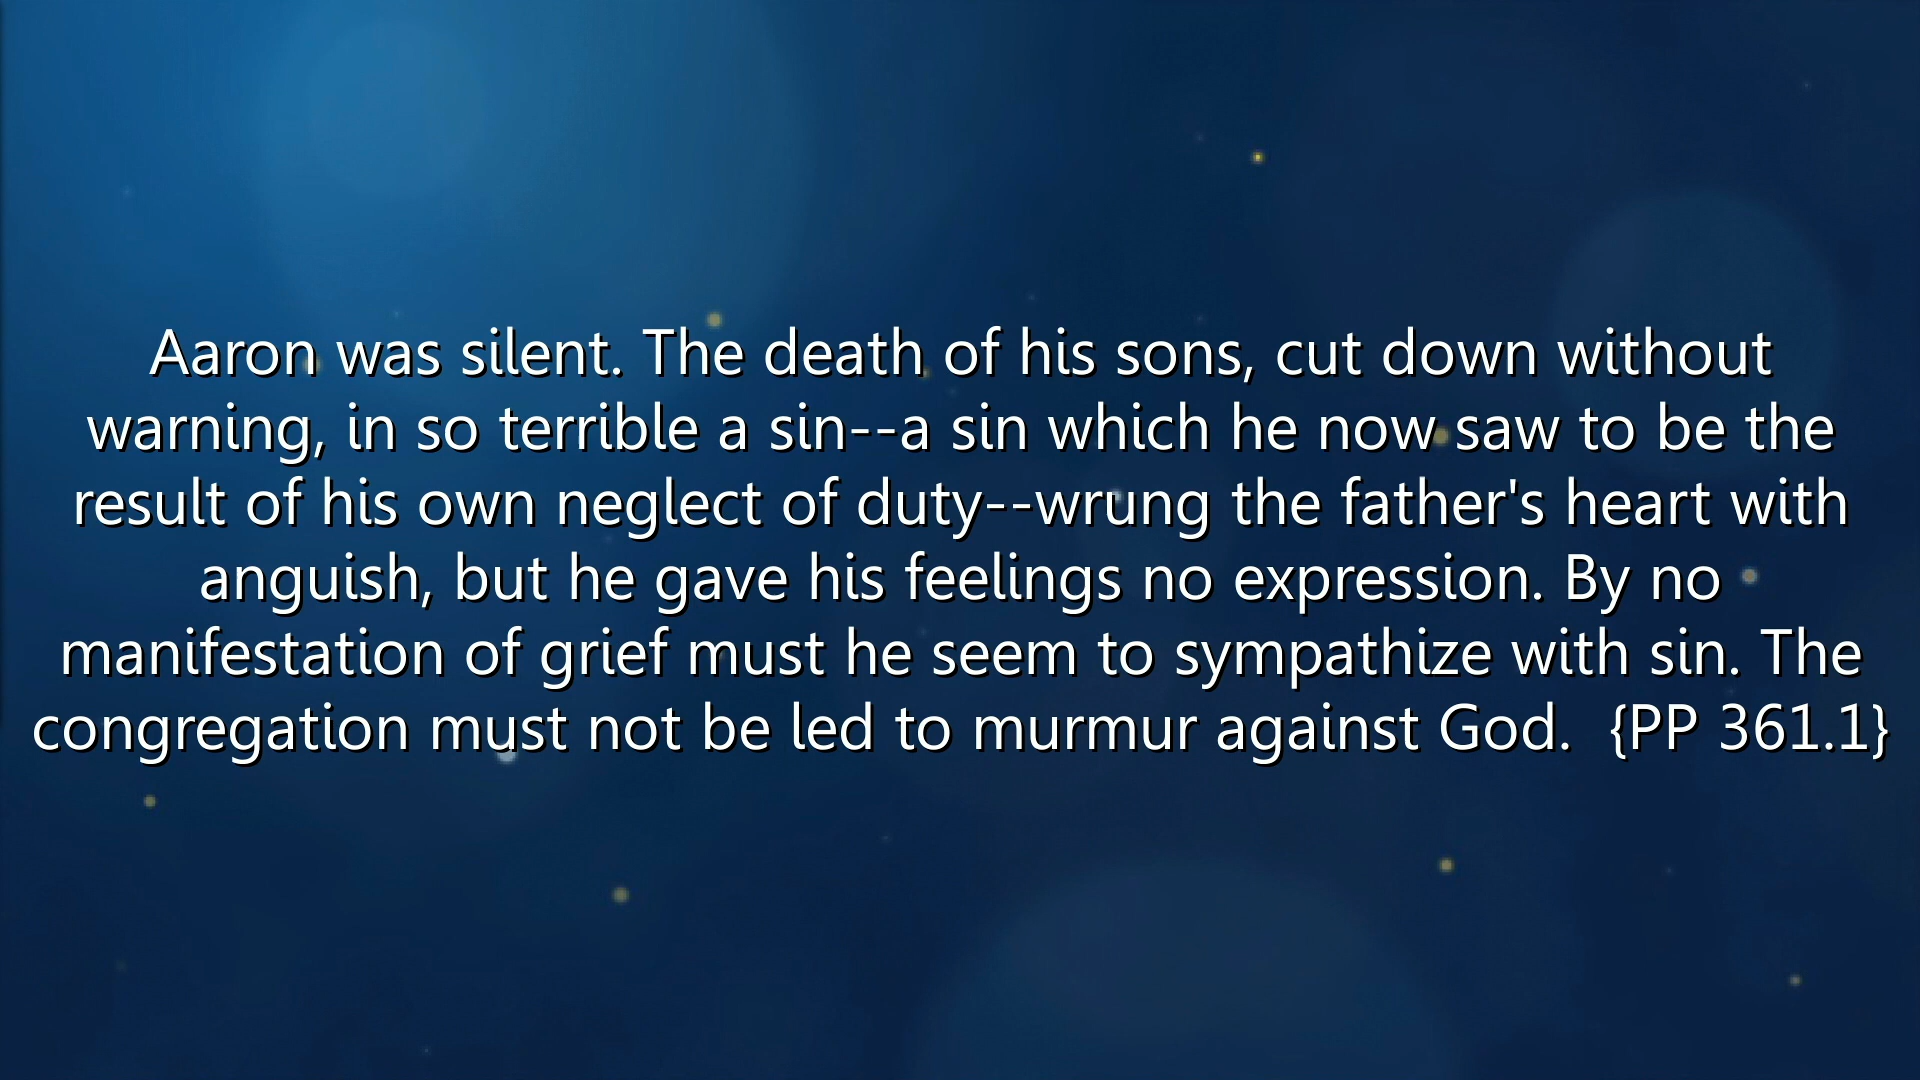 Aaron was silent. The death of his sons, cut down without
warning, in so terrible a sin--a sin which he now saw to be the
result of his own neglect of duty--wrung the father's heart with
anguish, but he gave his feelings no expression. By no
manifestation of grief must he seem to sympathize with sin. The
congregation must not be led to murmur against God.  {PP 361.1}